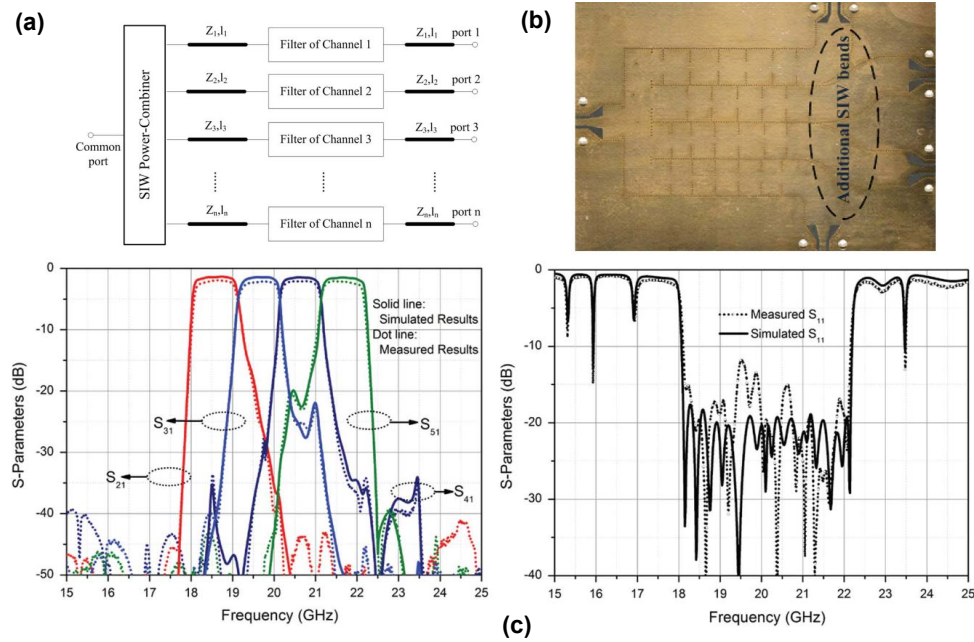 (a)
SIW Power-Combiner
Common
port
Z₁,l₁
Filter of Channel 1
Z₁,l₁
port 1
Z₂,l₂
Filter of Channel 2
Z₂,l₂
port 2
Z₃,l₃
Filter of Channel 3
Z₃,l₃
port 3
Zₙ,lₙ
Filter of Channel n
Zₙ,lₙ
port n
(b)
Additional SIW bends
S-Parameters (dB)
0
-10
-20
-30
-40
-50
Solid line:
Simulated Results
Dot line:
Measured Results
S₃₁
S₅₁
S₂₁
S₄₁
15 16 17 18 19 20 21 22 23 24 25
Frequency (GHz)
S-Parameters (dB)
0
-10
-20
-30
-40
Measured S₁₁
Simulated S₁₁
15 16 17 18 19 20 21 22 23 24 25
Frequency (GHz)
(c)